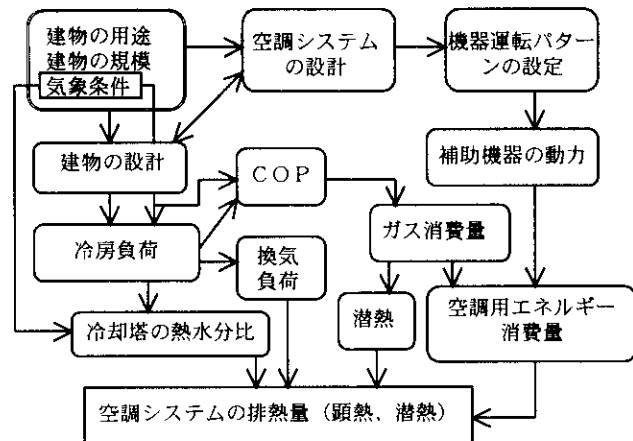 建物の用途
建物の規模
気象条件
空調システム
の設計
機器運転パター
ンの設定
建物の設計
COP
補助機器の動力
冷房負荷
換気
負荷
ガス消費量
冷却塔の熱水分比
潜熱
空調用エネルギー
消費量
空調システムの排熱量(顕熱、潜熱)